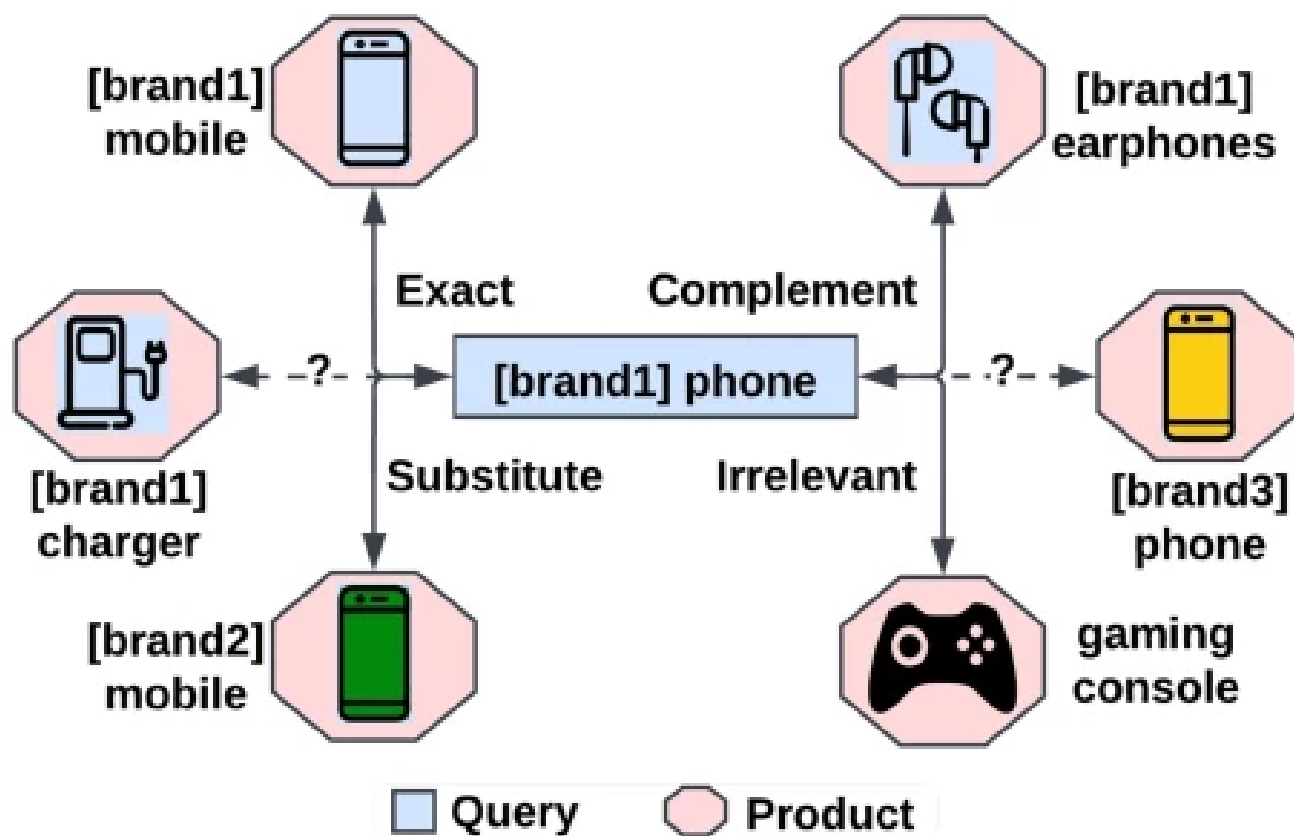 [brand1]
mobile
[brand1]
earphones
Exact
Complement
?
[brand1] phone
?
[brand1]
charger
Substitute
Irrelevant
[brand3]
phone
[brand2]
mobile
gaming
console
Query
Product